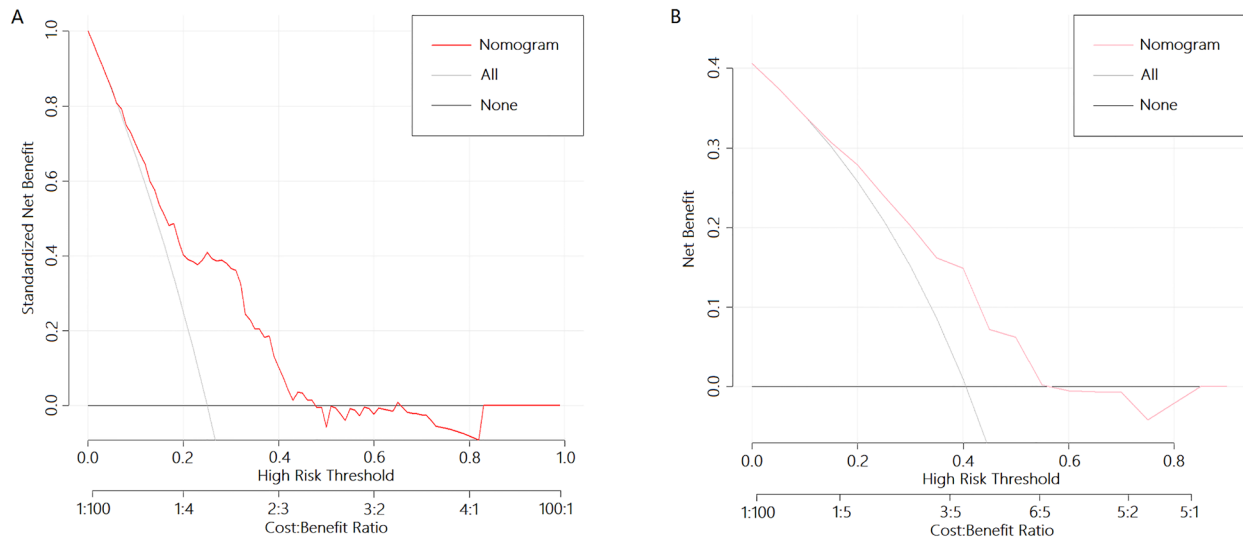 A
Nomogram
All
None
Standardized Net Benefit
1.0
0.8
0.6
0.4
0.2
0.0
0.0 0.2 0.4 0.6 0.8 1.0
High Risk Threshold
1:100 1:4 2:3 3:2 4:1 100:1
Cost:Benefit Ratio
B
Nomogram
All
None
Net Benefit
0.4
0.3
0.2
0.1
0.0
0.0 0.2 0.4 0.6 0.8
High Risk Threshold
1:100 1:5 3:5 6:5 5:2 5:1
Cost:Benefit Ratio